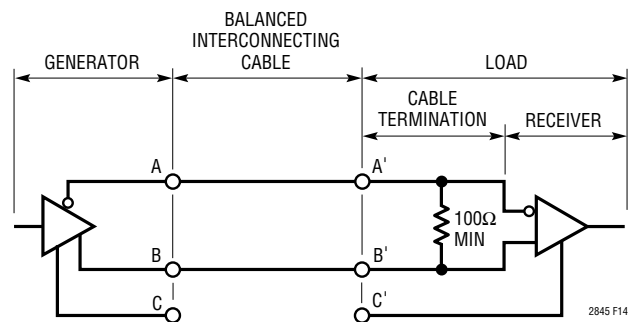 BALANCED
INTERCONNECTING
CABLE
GENERATOR
LOAD
CABLE
TERMINATION
RECEIVER
A
A'
100Ω
MIN
B
B'
C
C'
2845 F14